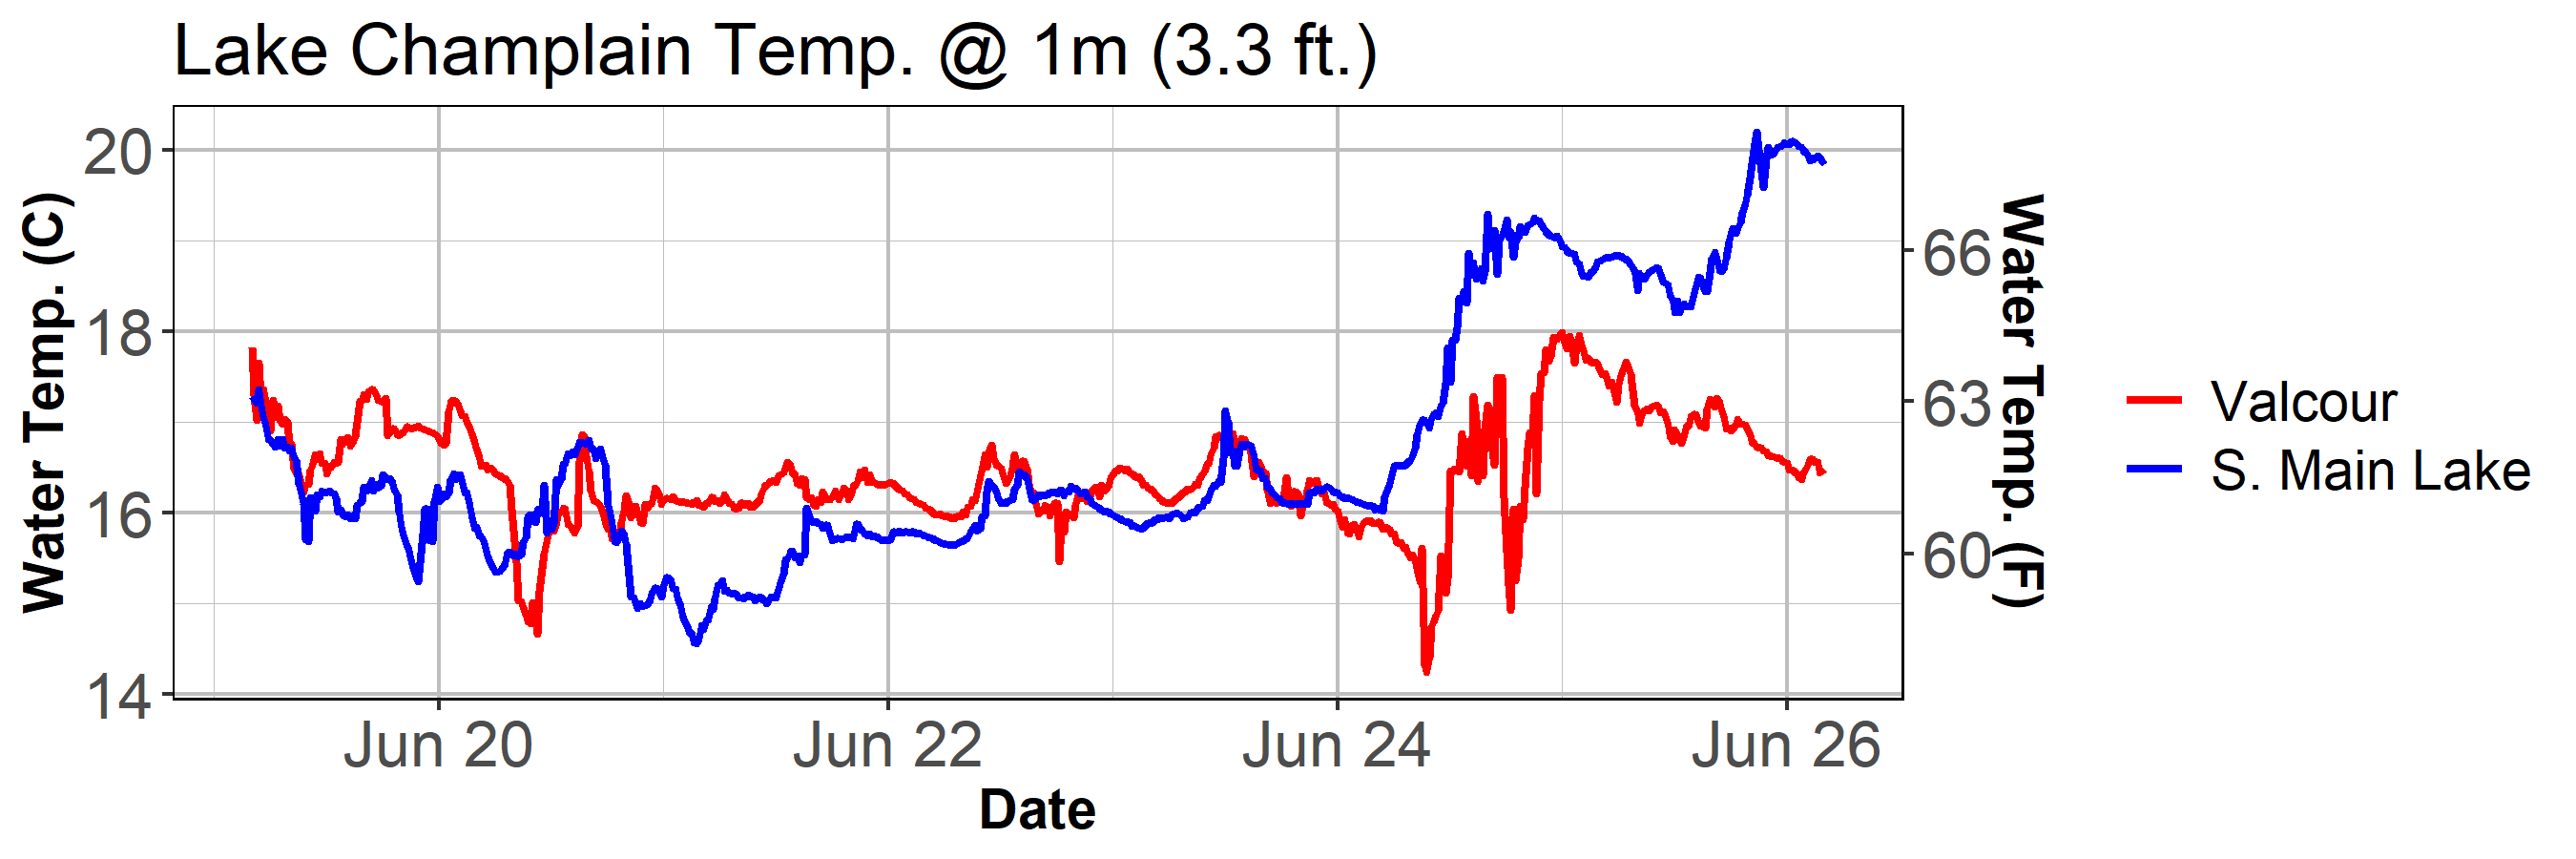 Lake Champlain Temp. @ 1m (3.3 ft.)
Water Temp. (C)
20
18
16
14
66
63
60
Water Temp. (F)
Jun 20
Jun 22
Jun 24
Jun 26
Date
Valcour
S. Main Lake